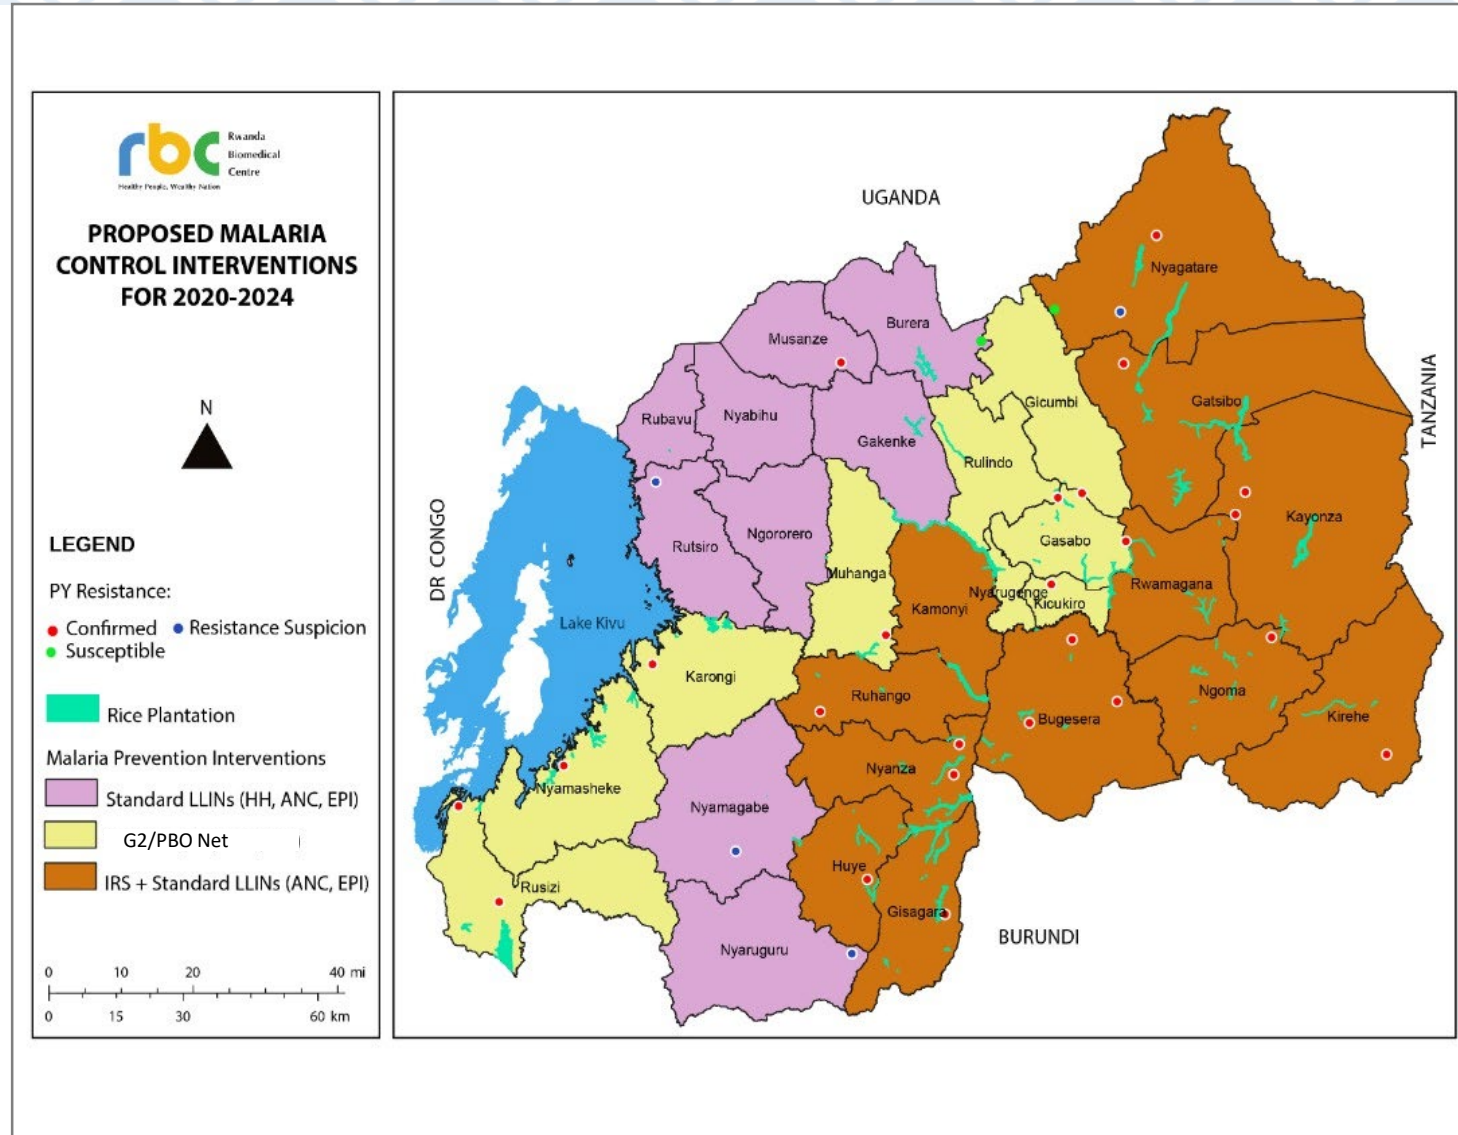 rbc
Rwanda
Biomedical
Centre
Healthy People, Wealthy Nation
PROPOSED MALARIA
CONTROL INTERVENTIONS
FOR 2020-2024
N
LEGEND
PY Resistance:
Confirmed
Resistance Suspicion
Susceptible
Rice Plantation
Malaria Prevention Interventions
Standard LLINs (HH, ANC, EPI)
G2/PBO Net
IRS + Standard LLINs (ANC, EPI)
0 10 20 40 mi
0 15 30 60 km
UGANDA
TANZANIA
DR CONGO
BURUNDI
Lake Kivu
Nyagatare
Burera
Musanze
Gatsibo
Gicumbi
Rubavu
Nyabihu
Gakenke
Rulindo
Kayonza
Rutsiro
Ngororero
Gasabo
Muhanga
Rwamagana
Nyarugenge
Kicukiro
Kamonyi
Karongi
Ruhango
Ngoma
Bugesera
Kirehe
Nyanza
Nyamasheke
Nyamagabe
Huye
Rusizi
Gisagara
Nyaruguru